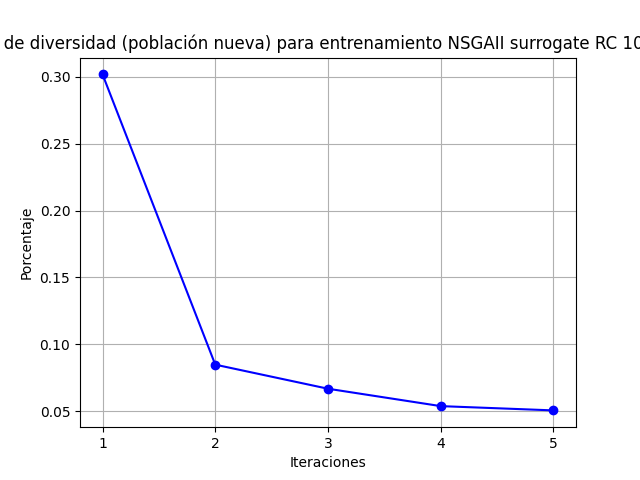 de diversidad (población nueva) para entrenamiento NSGAII surrogate RC 10
0.30
0.25
0.20
0.15
0.10
0.05
Porcentaje
1 2 3 4 5
Iteraciones